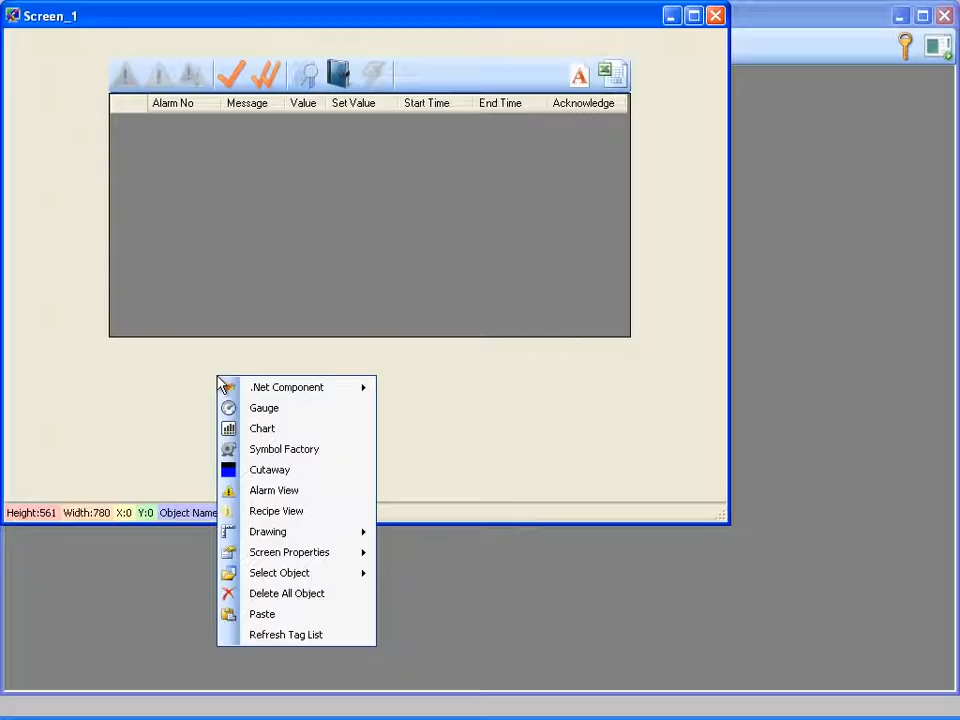 Screen_1
A
Alarm No Message Value Set Value Start Time End Time Acknowledge
.Net Component
Gauge
Chart
Symbol Factory
Cutaway
Alarm View
Recipe View
Drawing
Screen Properties
Select Object
Delete All Object
Paste
Refresh Tag List
Height:561 Width:780 X:0 Y:0 Object Name